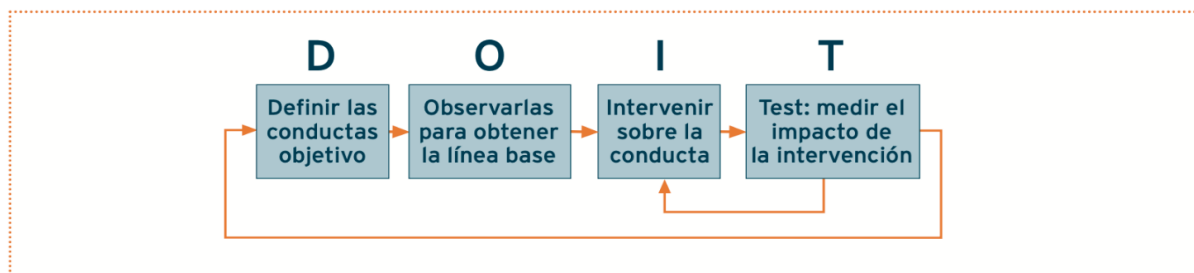 D O I T
Definir las
conductas
objetivo
Observarlas
para obtener
la línea base
Intervenir
sobre la
conducta
Test: medir el
impacto de
la intervención